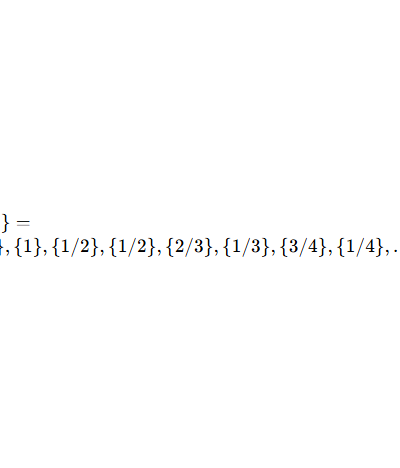 } =
}, {1}, {1/2}, {1/2}, {2/3}, {1/3}, {3/4}, {1/4}, .